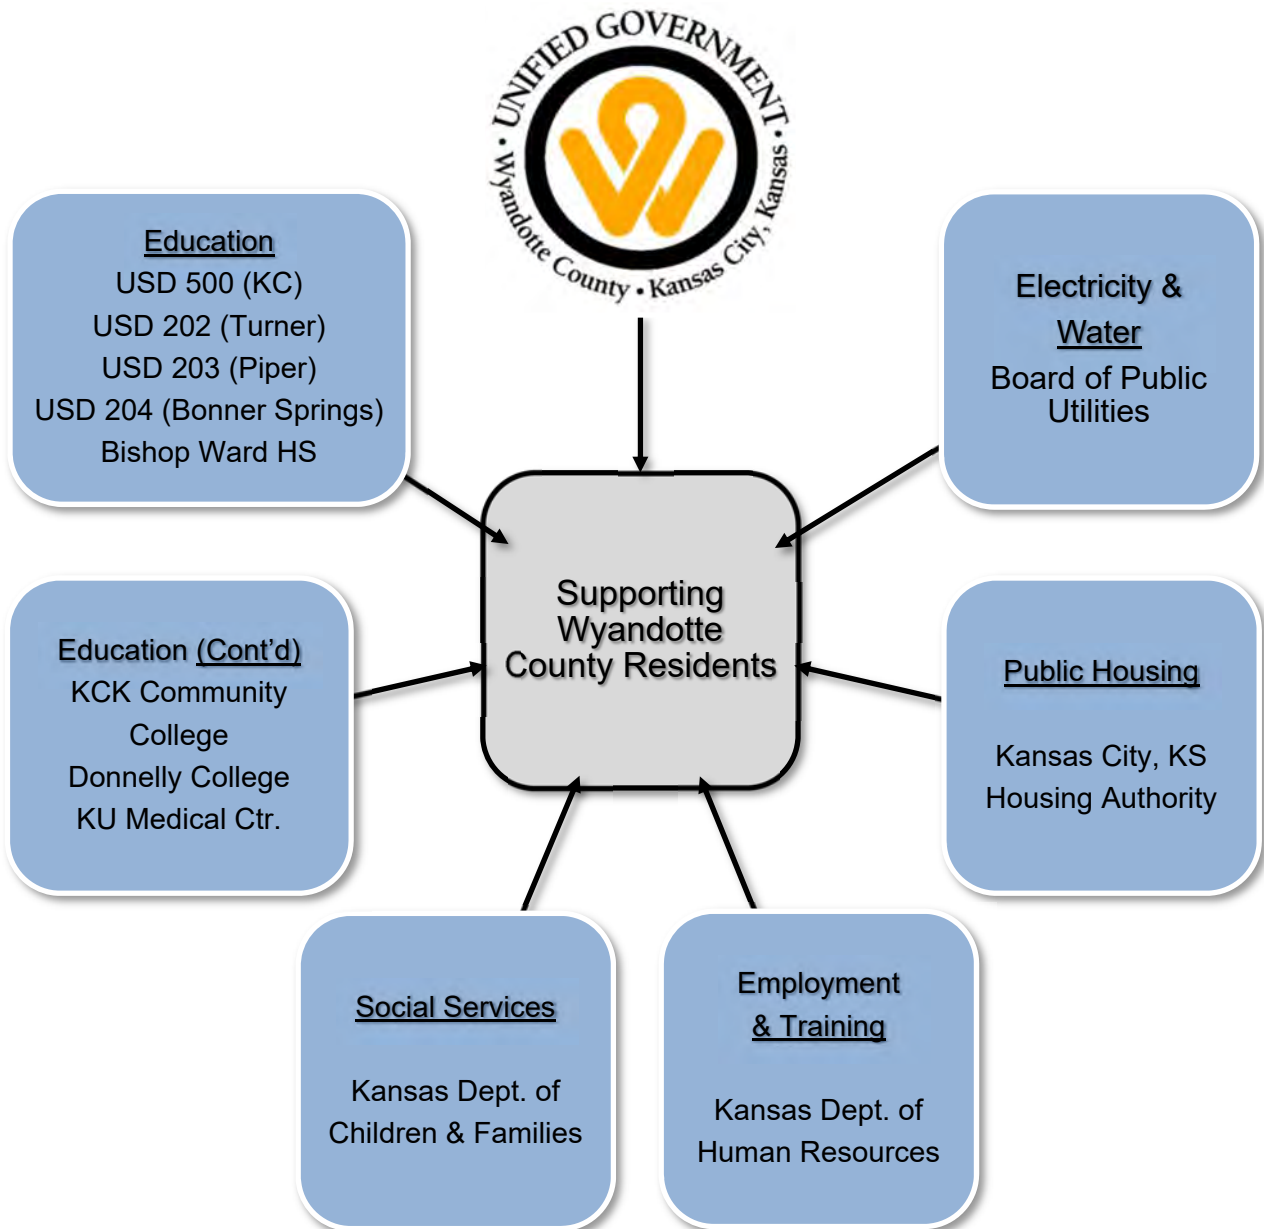 UNIFIED GOVERNMENT
Wyandotte County • Kansas City, Kansas
Education
USD 500 (KC)
USD 202 (Turner)
USD 203 (Piper)
USD 204 (Bonner Springs)
Bishop Ward HS
Electricity &
Water
Board of Public
Utilities
Supporting
Wyandotte
County Residents
Education (Cont’d)
KCK Community
College
Donnelly College
KU Medical Ctr.
Public Housing
Kansas City, KS
Housing Authority
Social Services
Kansas Dept. of
Children & Families
Employment
& Training
Kansas Dept. of
Human Resources